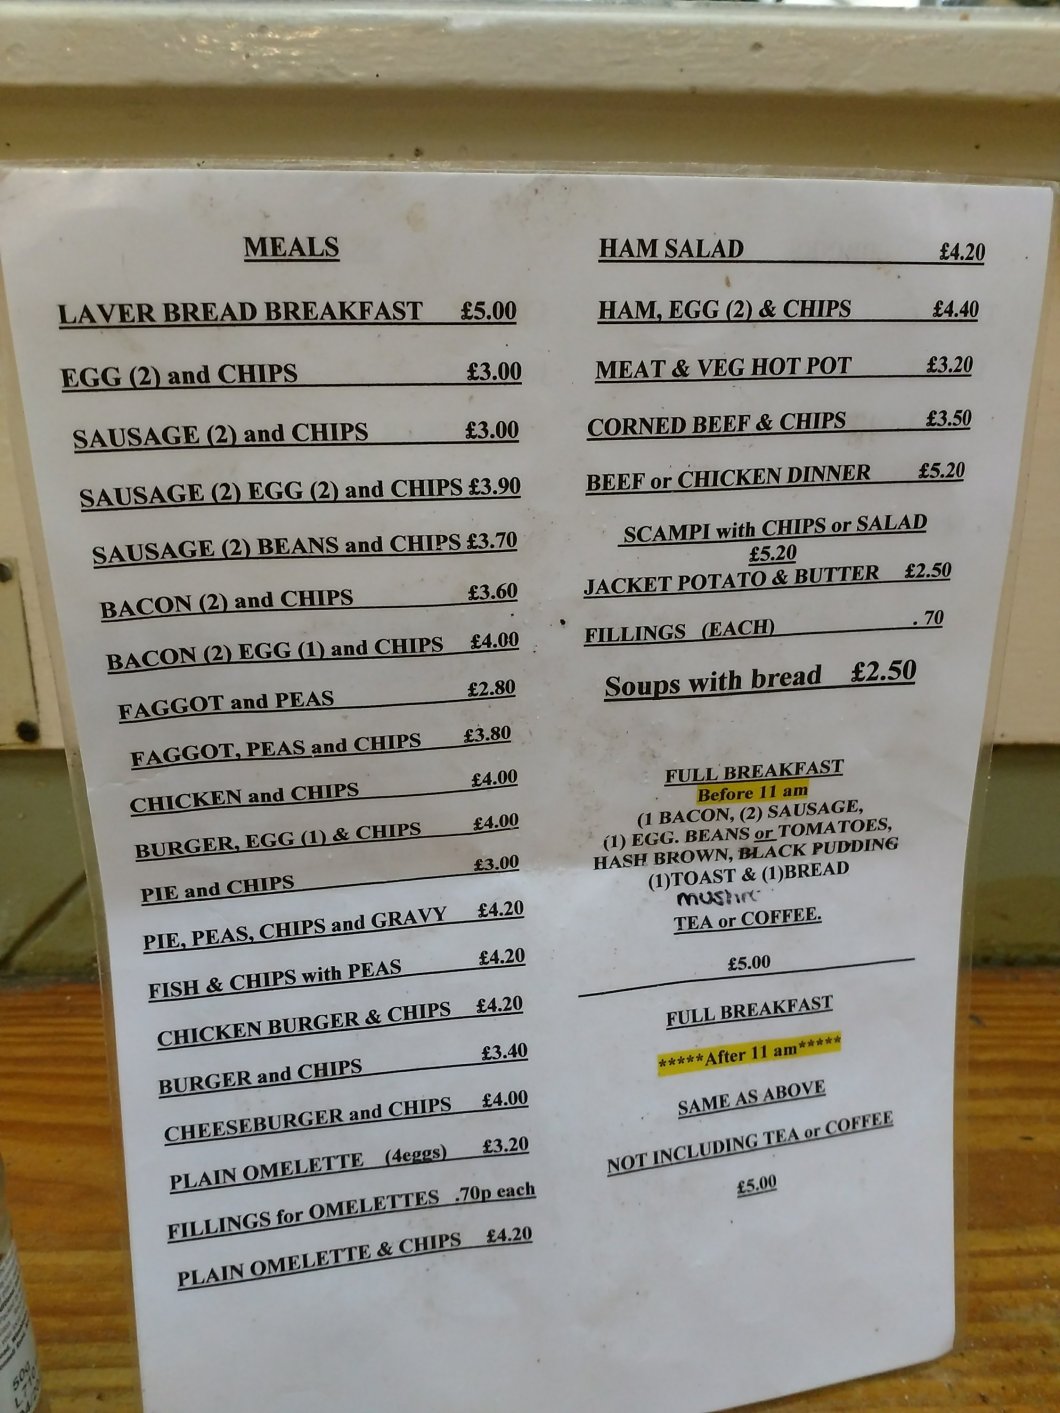 MEALS
LAVER BREAD BREAKFAST £5.00
EGG (2) and CHIPS £3.00
SAUSAGE (2) and CHIPS £3.00
SAUSAGE (2) EGG (2) and CHIPS £3.90
SAUSAGE (2) BEANS and CHIPS £3.70
BACON (2) and CHIPS £3.60
BACON (2) EGG (1) and CHIPS £4.00
FAGGOT and PEAS £2.80
FAGGOT, PEAS and CHIPS £3.80
CHICKEN and CHIPS £4.00
BURGER, EGG (1) & CHIPS £4.00
PIE and CHIPS £3.00
PIE, PEAS, CHIPS and GRAVY £4.20
FISH & CHIPS with PEAS £4.20
CHICKEN BURGER & CHIPS £4.20
BURGER and CHIPS £3.40
CHEESEBURGER and CHIPS £4.00
PLAIN OMELETTE (4eggs) £3.20
FILLINGS for OMELETTES .70p each
PLAIN OMELETTE & CHIPS £4.20
HAM SALAD £4.20
HAM, EGG (2) & CHIPS £4.40
MEAT & VEG HOT POT £3.20
CORNED BEEF & CHIPS £3.50
BEEF or CHICKEN DINNER £5.20
SCAMPI with CHIPS or SALAD
£5.20
JACKET POTATO & BUTTER £2.50
FILLINGS (EACH) . 70
Soups with bread £2.50
FULL BREAKFAST
Before 11 am
(1 BACON, (2) SAUSAGE,
(1) EGG. BEANS or TOMATOES,
HASH BROWN, BLACK PUDDING
(1)TOAST & (1)BREAD
TEA or COFFEE.
£5.00
FULL BREAKFAST
*****After 11 am*****
SAME AS ABOVE
NOT INCLUDING TEA or COFFEE
£5.00
50g